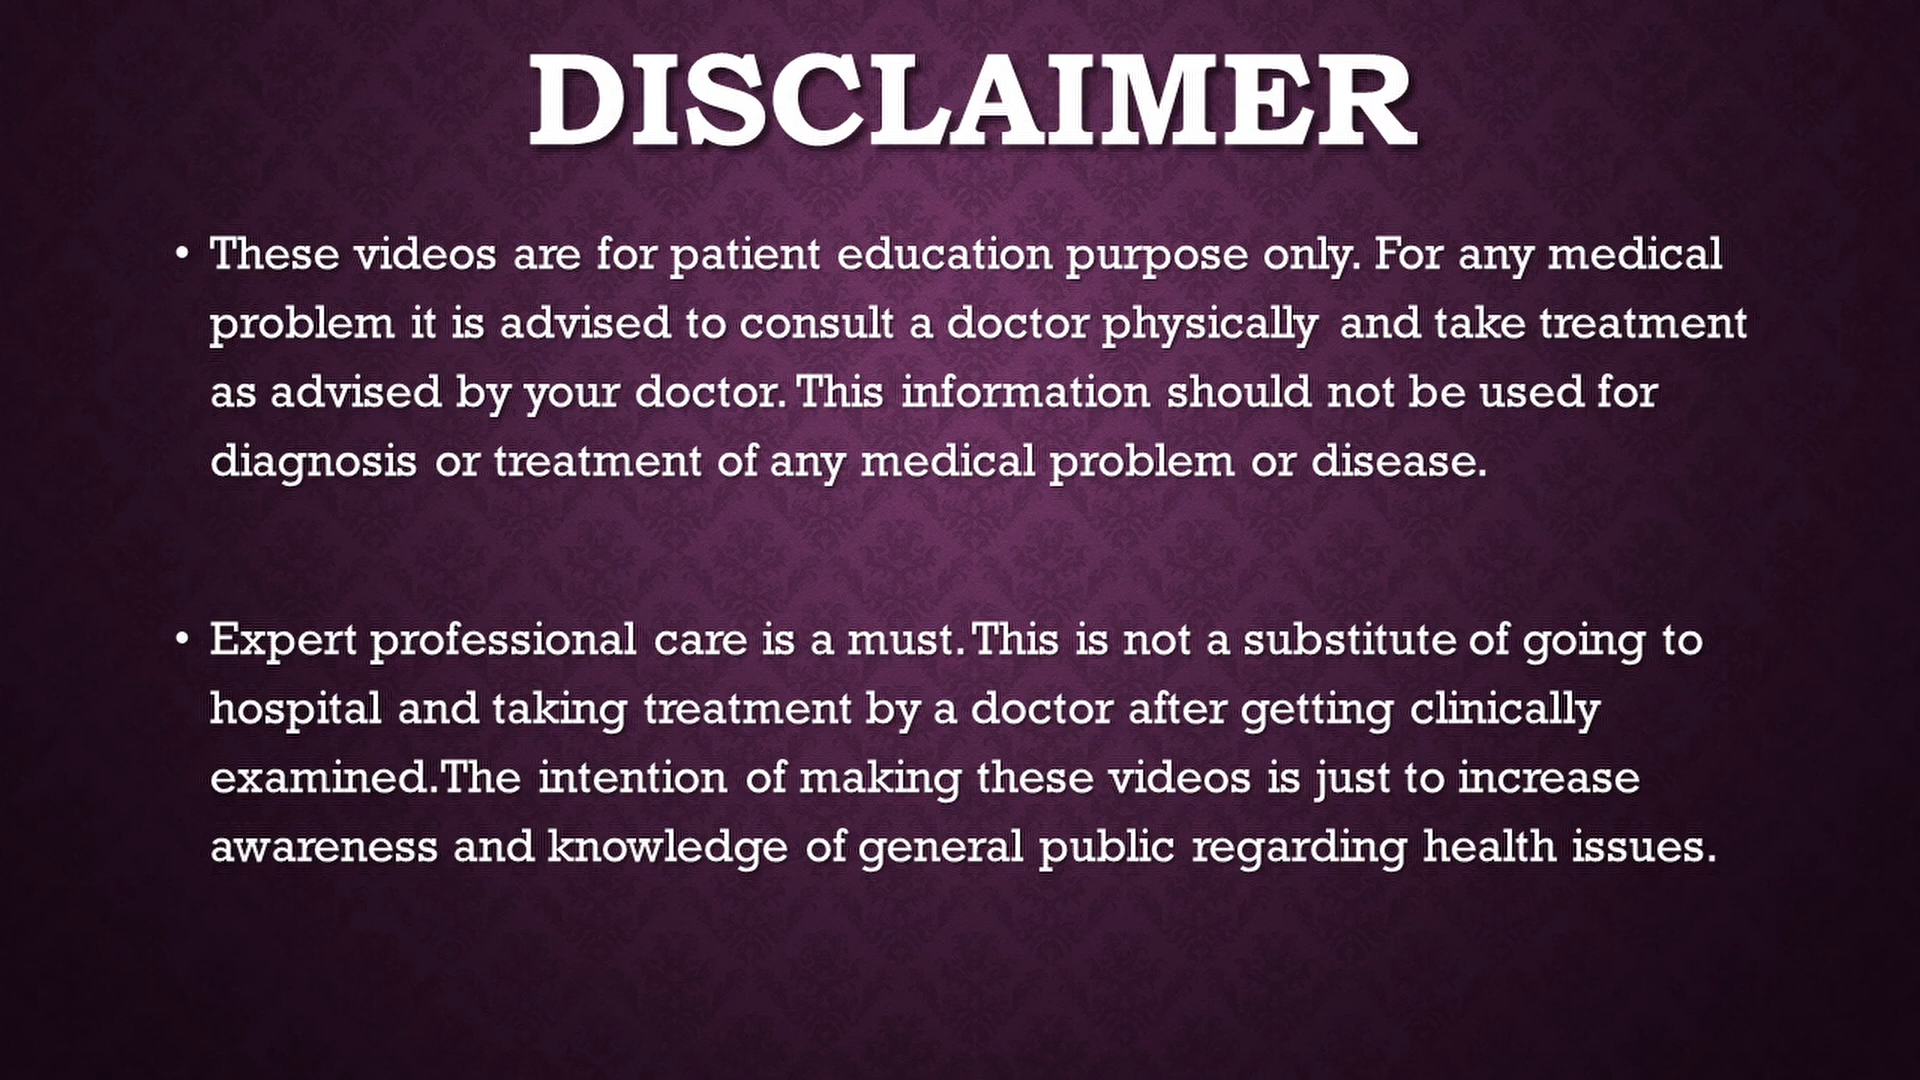 DISCLAIMER
• These videos are for patient education purpose only. For any medical
problem it is advised to consult a doctor physically and take treatment
as advised by your doctor. This information should not be used for
diagnosis or treatment of any medical problem or disease.
• Expert professional care is a must. This is not a substitute of going to
hospital and taking treatment by a doctor after getting clinically
examined.The intention of making these videos is just to increase
awareness and knowledge of general public regarding health issues.